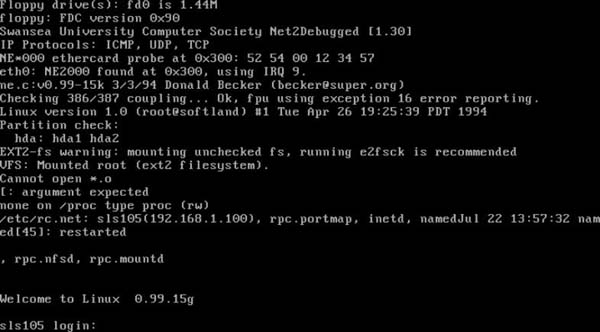 Floppy drive(s): fd0 is 1.44M
floppy: FDC version 0x90
Swansea University Computer Society Net2Debugged [1.30]
IP Protocols: ICMP, UDP, TCP
NE*000 ethercard probe at 0x300: 52 54 00 12 34 57
eth0: NE2000 found at 0x300, using IRQ 9.
ne.c:v0.99-15k 3/3/94 Donald Becker (becker@super.org)
Checking 386/387 coupling... Ok, fpu using exception 16 error reporting.
Linux version 1.0 (root@softland) #1 Tue Apr 26 19:25:39 PDT 1994
Partition check:
hda: hda1 hda2
EXT2-fs warning: mounting unchecked fs, running e2fsck is recommended
VFS: Mounted root (ext2 filesystem).
Cannot open *.o
[: argument expected
none on /proc type proc (rw)
/etc/rc.net: sls105(192.168.1.100), rpc.portmap, inetd, namedJul 22 13:57:32 nam
ed[45]: restarted
, rpc.nfsd, rpc.mountd
Welcome to Linux 0.99.15g
sls105 login: